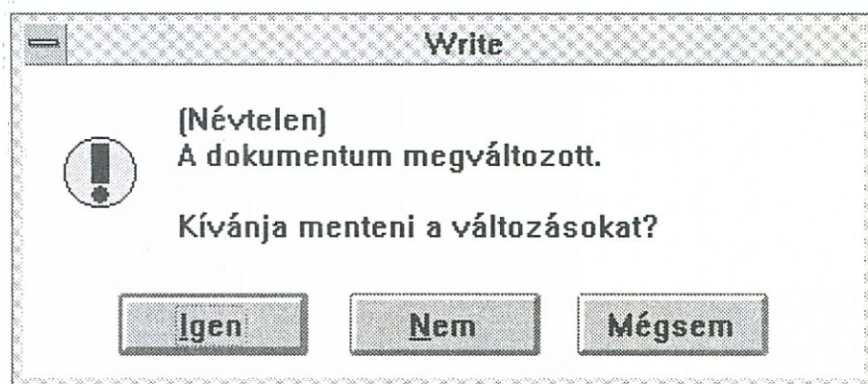 Write
(Névtelen)
A dokumentum megváltozott.
Kívánja menteni a változásokat?
Igen
Nem
Mégsem